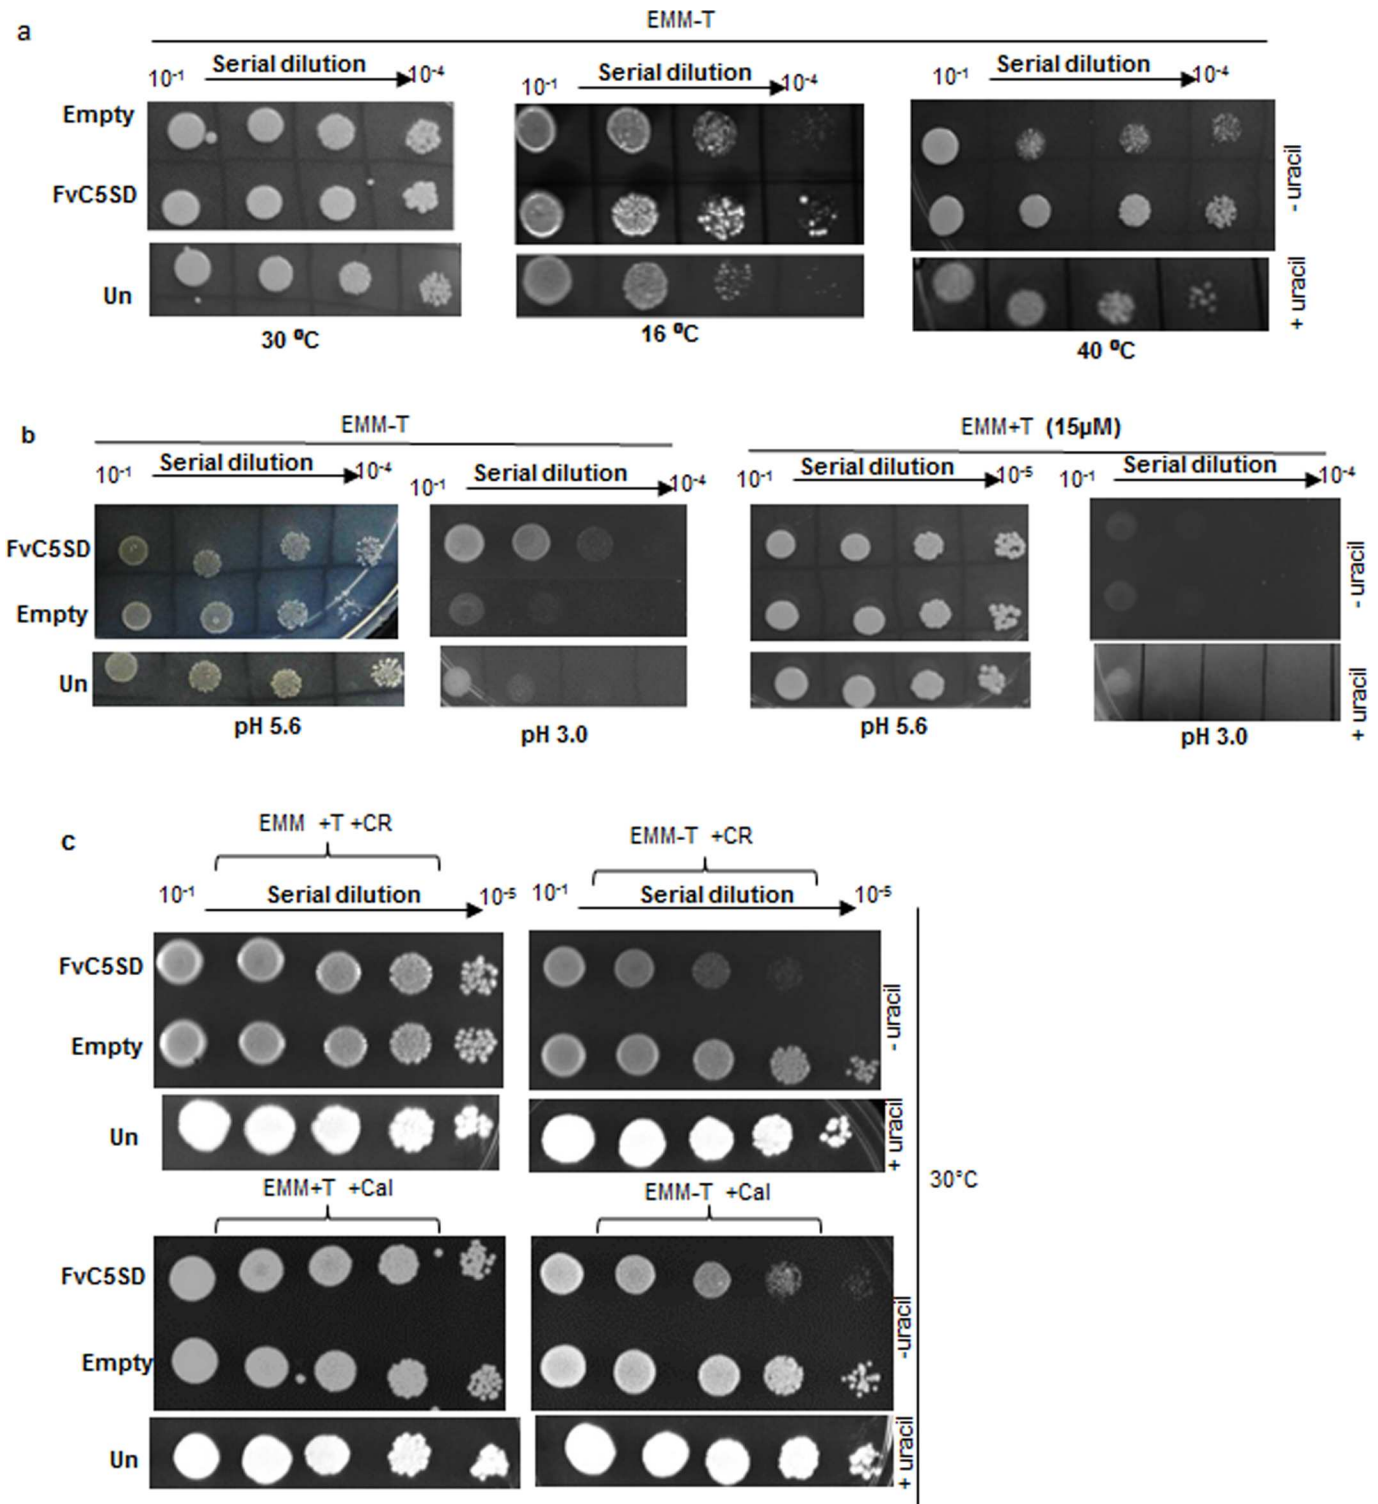 a
EMM-T
10⁻¹ Serial dilution 10⁻⁴
10⁻¹ Serial dilution 10⁻⁴
10⁻¹ Serial dilution 10⁻⁴
Empty
FvC5SD
- uracil
Un
+ uracil
30 ⁰C
16 ⁰C
40 ⁰C
b
EMM-T
EMM+T (15µM)
10⁻¹ Serial dilution 10⁻⁴
10⁻¹ Serial dilution 10⁻⁴
10⁻¹ Serial dilution 10⁻⁵
10⁻¹ Serial dilution 10⁻⁴
FvC5SD
Empty
- uracil
Un
+ uracil
pH 5.6
pH 3.0
pH 5.6
pH 3.0
c
EMM +T +CR
EMM-T +CR
10⁻¹ Serial dilution 10⁻⁵
10⁻¹ Serial dilution 10⁻⁵
FvC5SD
Empty
- uracil
Un
+ uracil
30°C
EMM+T +Cal
EMM-T +Cal
FvC5SD
Empty
-uracil
Un
+ uracil